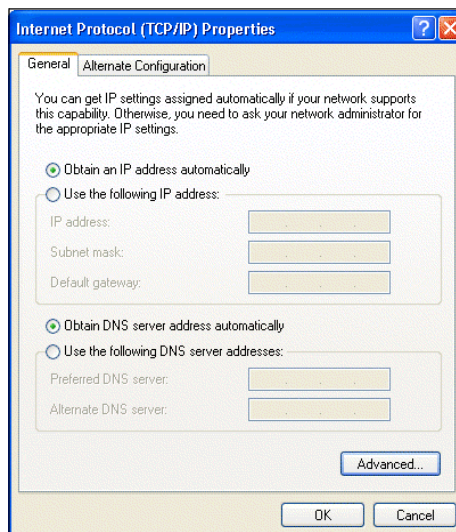 Internet Protocol (TCP/IP) Properties
General
Alternate Configuration
You can get IP settings assigned automatically if your network supports
this capability. Otherwise, you need to ask your network administrator for
the appropriate IP settings.
Obtain an IP address automatically
Use the following IP address:
IP address:
Subnet mask:
Default gateway:
Obtain DNS server address automatically
Use the following DNS server addresses:
Preferred DNS server:
Alternate DNS server:
Advanced...
OK
Cancel